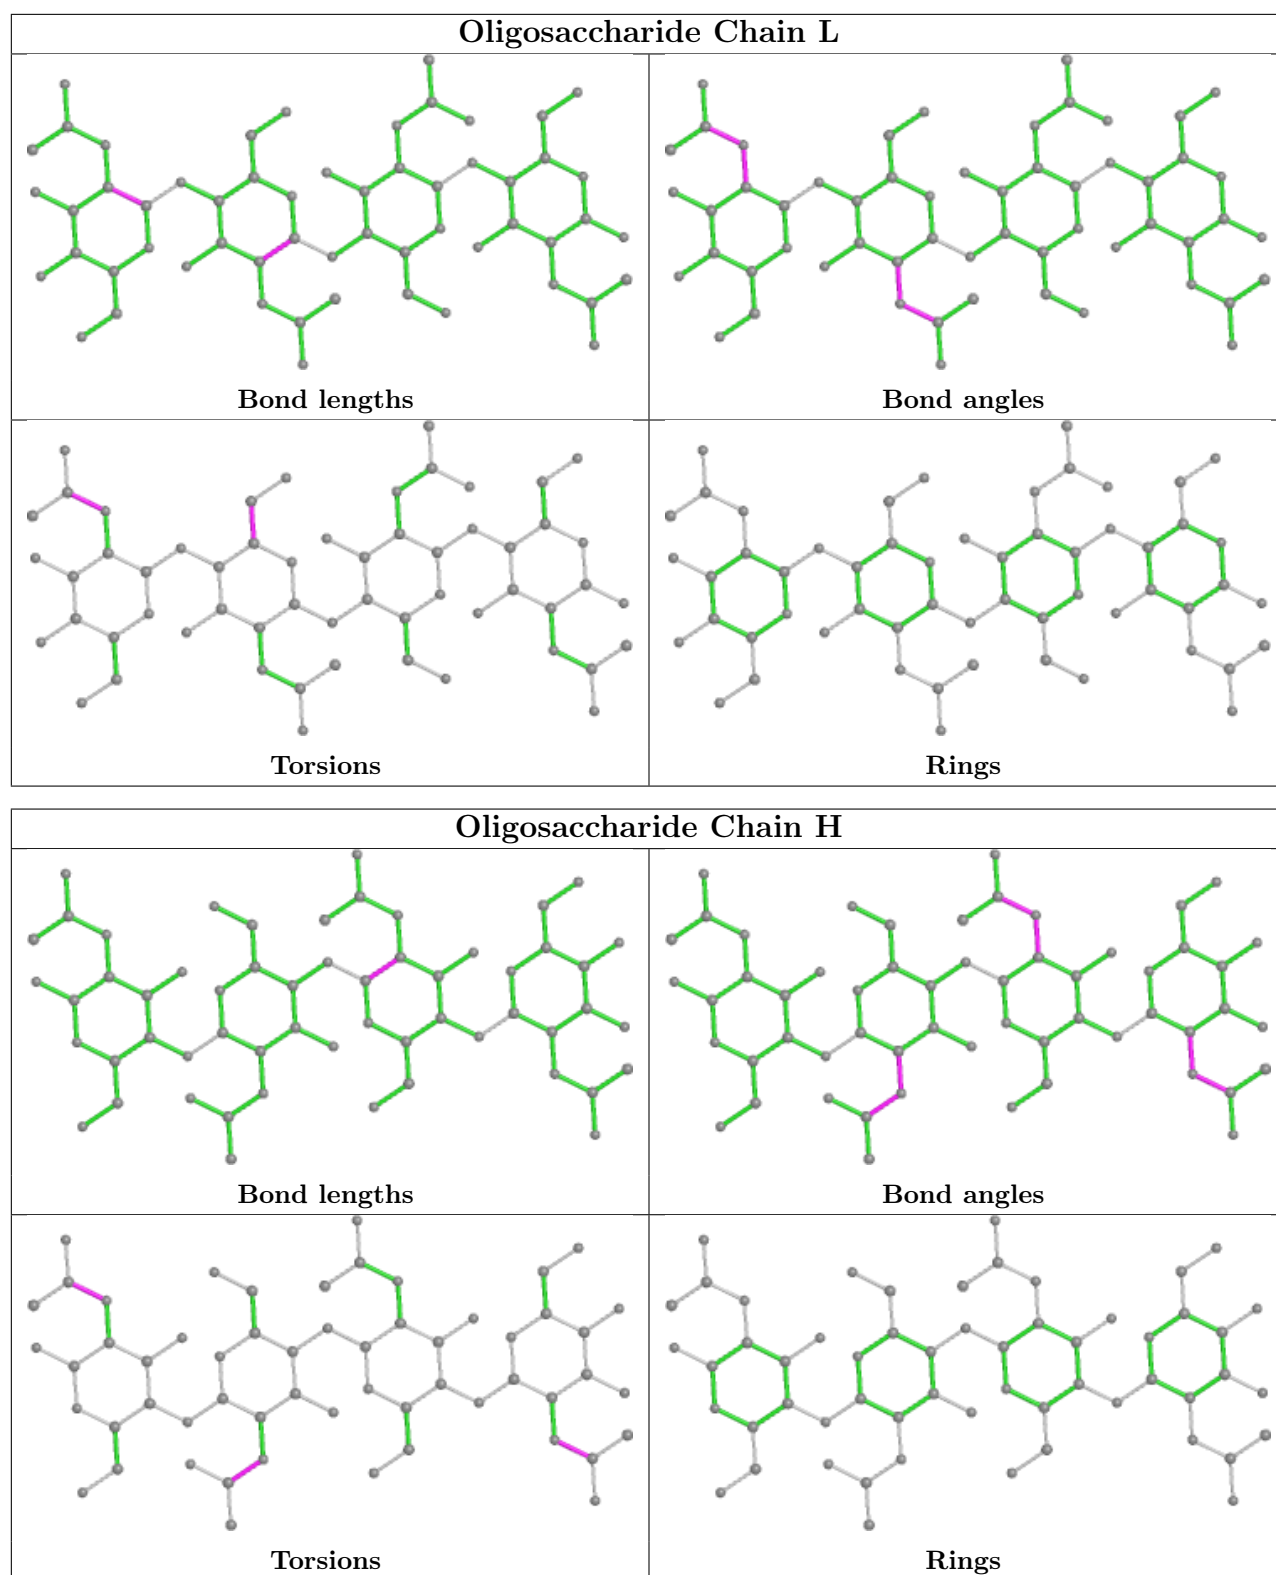 Oligosaccharide Chain L
Bond lengths
Bond angles
Torsions
Rings
Oligosaccharide Chain H
Bond lengths
Bond angles
Torsions
Rings